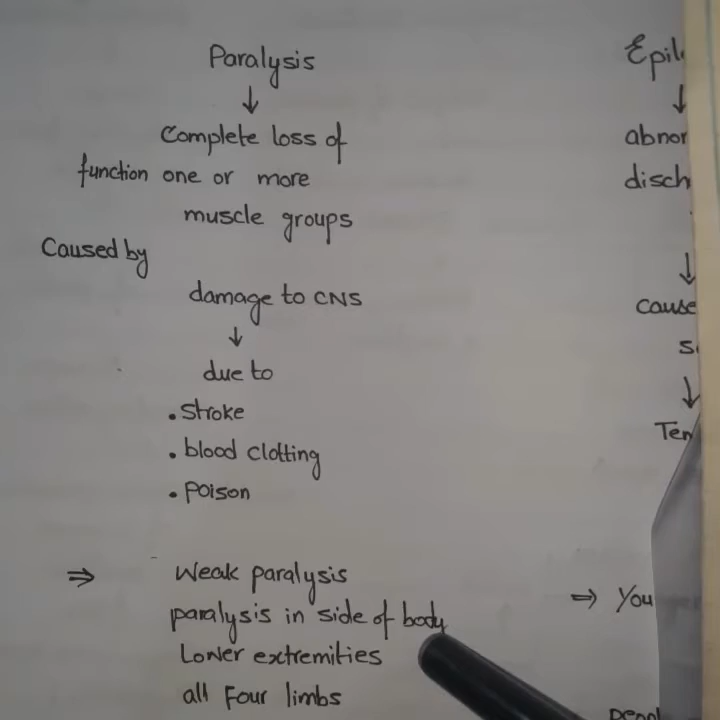 Paralysis
↓
Complete loss of
function one or more
muscle groups
Caused by
damage to CNS
↓
due to
• stroke
• blood clotting
• Poison
⇒ Weak paralysis
paralysis in side of body
Lower extremities
all Four limbs
↓
abnor
disch
↓
cause
↓
⇒ You